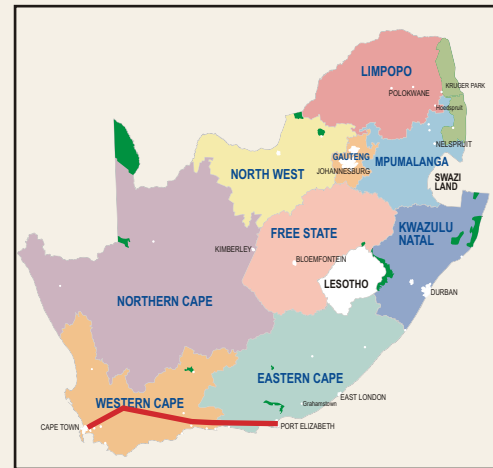 LIMPOPO
KRUGER PARK
POLOKWANE
Hoedspruit
NELSPRUIT
GAUTENG
MPUMALANGA
JOHANNESBURG
NORTH WEST
SWAZI
LAND
KWAZULU
NATAL
FREE STATE
KIMBERLEY
BLOEMFONTEIN
LESOTHO
DURBAN
NORTHERN CAPE
EASTERN CAPE
WESTERN CAPE
EAST LONDON
Grahamstown
CAPE TOWN
PORT ELIZABETH